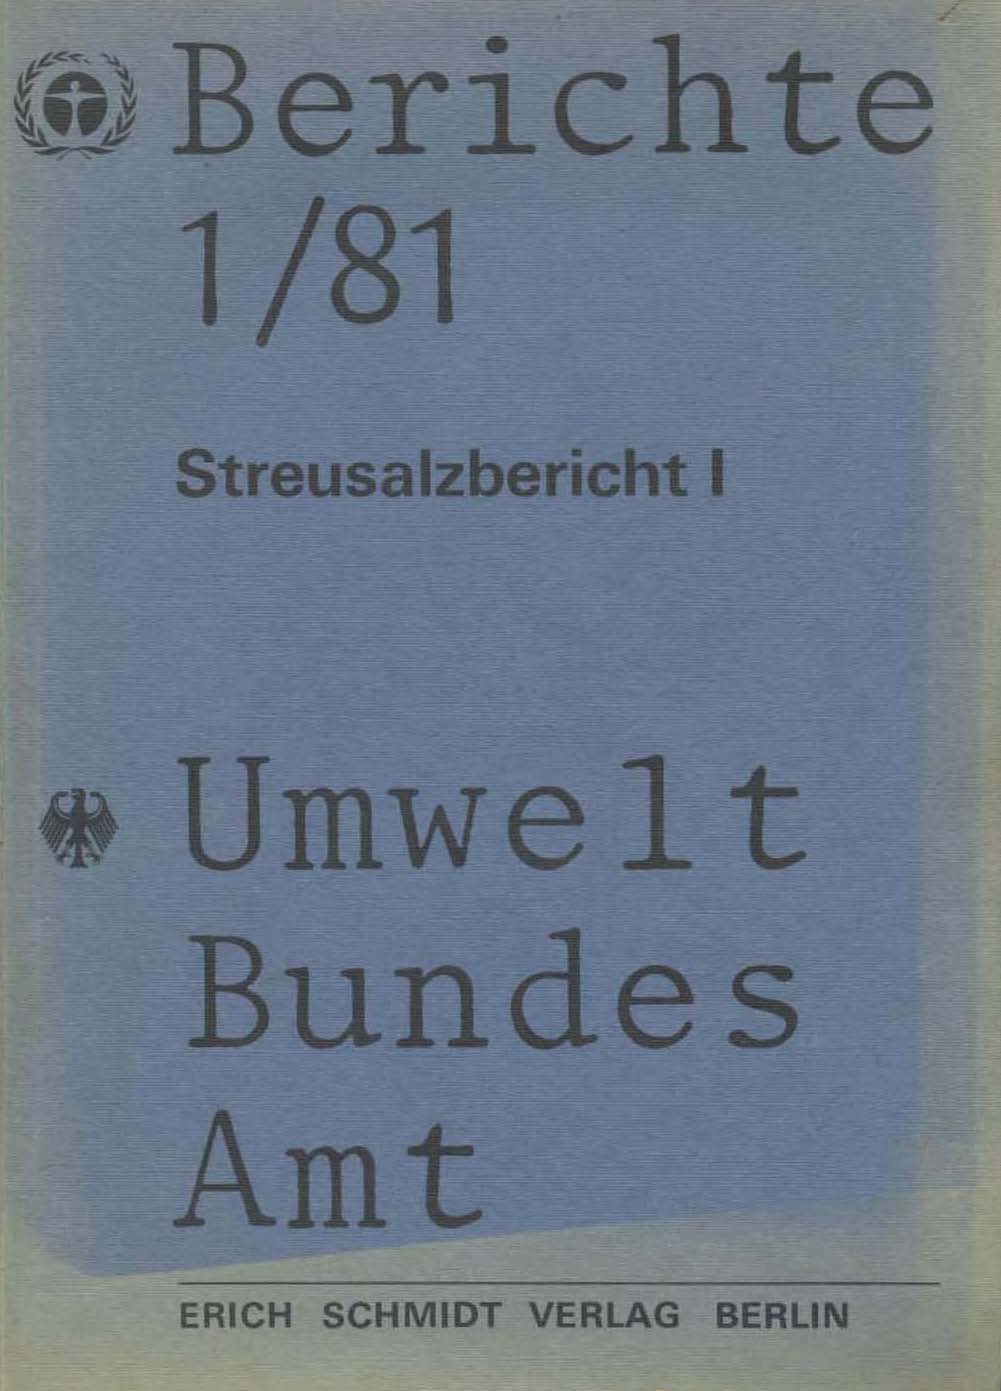 Berichte
1/81
Streusalzbericht I
Umwelt
Bundes
Amt
ERICH SCHMIDT VERLAG BERLIN